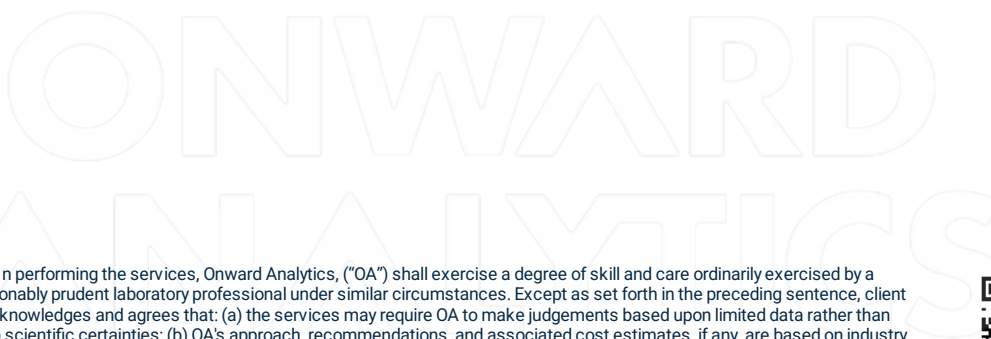 ONWARD
ANALYTICS
n performing the services, Onward Analytics, (“OA”) shall exercise a degree of skill and care ordinarily exercised by a
onably prudent laboratory professional under similar circumstances. Except as set forth in the preceding sentence, client
knowledges and agrees that: (a) the services may require OA to make judgements based upon limited data rather than
scientific certainties; (b) OA's approach, recommendations, and associated cost estimates, if any, are based on industry